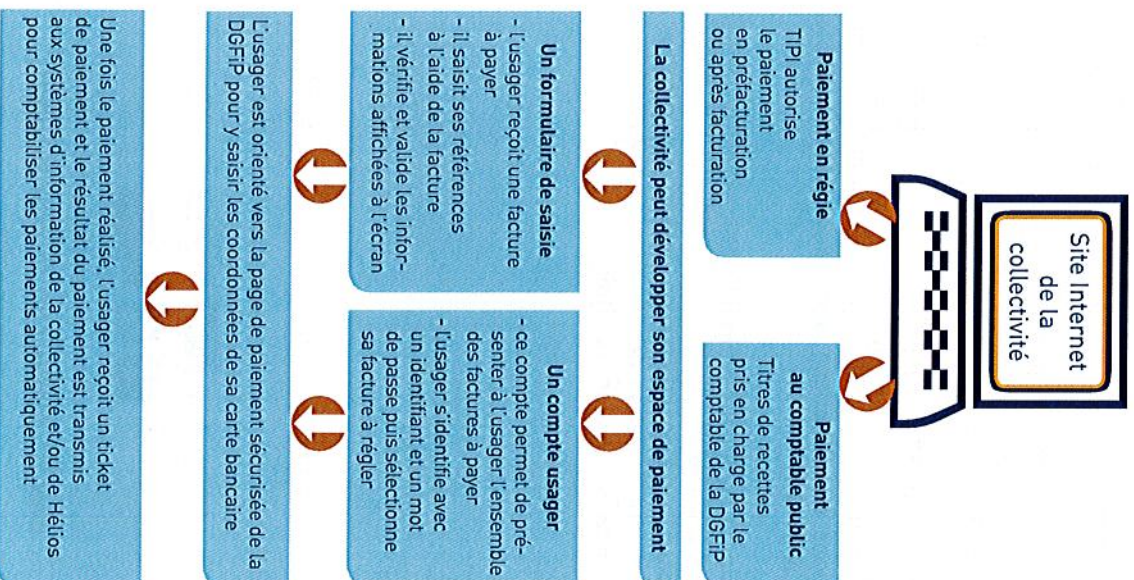 Site Internet
de la
collectivité
Paiement en régie
TIPI autorise
le paiement
en préfacturation
ou après facturation
Paiement
au comptable public
Titres de recettes
pris en charge par le
comptable de la DGFiP
La collectivité peut développer son espace de paiement
Un formulaire de saisie
- l'usager reçoit une facture
à payer
- il saisit ses références
à l'aide de la facture
- il vérifie et valide les infor-
mations affichées à l'écran
Un compte usager
- ce compte permet de pré-
senter à l'usager l'ensemble
des factures à payer
- l'usager s'identifie avec
un identifiant et un mot
de passe puis sélectionne
sa facture à régler
L'usager est orienté vers la page de paiement sécurisée de la
DGFiP pour y saisir les coordonnées de sa carte bancaire
Une fois le paiement réalisé, l'usager reçoit un ticket
de paiement et le résultat du paiement est transmis
aux systèmes d'information de la collectivité et/ou de Hélios
pour comptabiliser les paiements automatiquement